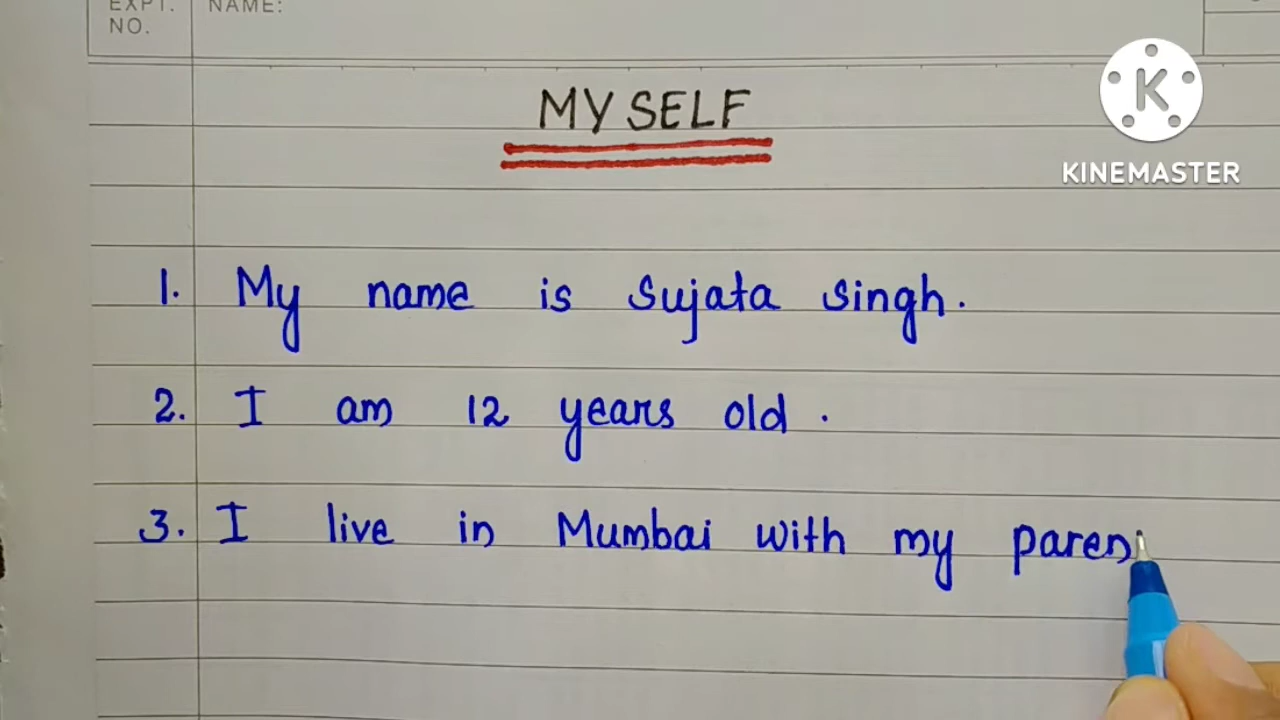 EXPT. NAME:
NO.
MY SELF
K
KINEMASTER
1. My name is Sujata Singh.
2. I am 12 years old.
3. I live in Mumbai with my paren